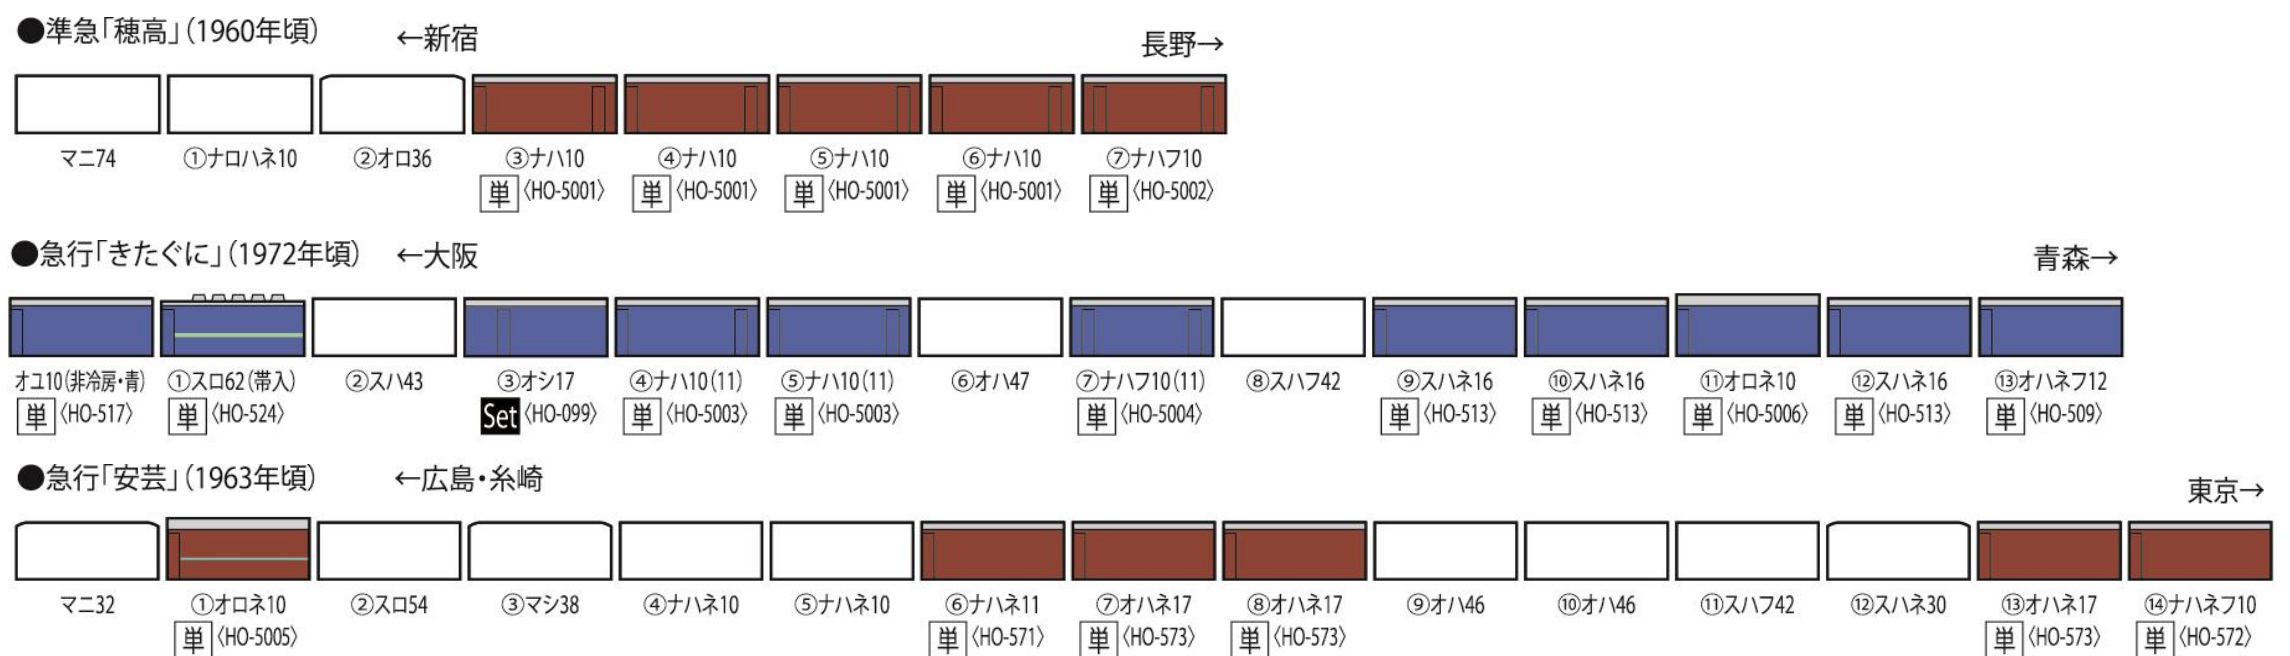 ●準急「穂高」(1960年頃) ←新宿 長野→
マニ74 ①ナロハネ10 ②オロ36 ③ナハ10 ④ナハ10 ⑤ナハ10 ⑥ナハ10 ⑦ナハフ10
単〈HO-5001〉 単〈HO-5001〉 単〈HO-5001〉 単〈HO-5001〉 単〈HO-5002〉
●急行「きたぐに」(1972年頃) ←大阪 青森→
オユ10(非冷房・青) ①スロ62(帯入) ②スハ43 ③オシ17 ④ナハ10(11) ⑤ナハ10(11) ⑥オハ47 ⑦ナハフ10(11) ⑧スハフ42 ⑨スハネ16 ⑩スハネ16 ⑪オロネ10 ⑫スハネ16 ⑬オハネフ12
単〈HO-517〉 単〈HO-524〉 Set〈HO-099〉 単〈HO-5003〉 単〈HO-5003〉 単〈HO-5004〉 単〈HO-513〉 単〈HO-513〉 単〈HO-5006〉 単〈HO-513〉 単〈HO-509〉
●急行「安芸」(1963年頃) ←広島・糸崎 東京→
マニ32 ①オロネ10 ②スロ54 ③マシ38 ④ナハネ10 ⑤ナハネ10 ⑥ナハネ11 ⑦オハネ17 ⑧オハネ17 ⑨オハ46 ⑩オハ46 ⑪スハフ42 ⑫スハネ30 ⑬オハネ17 ⑭ナハネフ10
単〈HO-5005〉 単〈HO-571〉 単〈HO-573〉 単〈HO-573〉 単〈HO-573〉 単〈HO-572〉